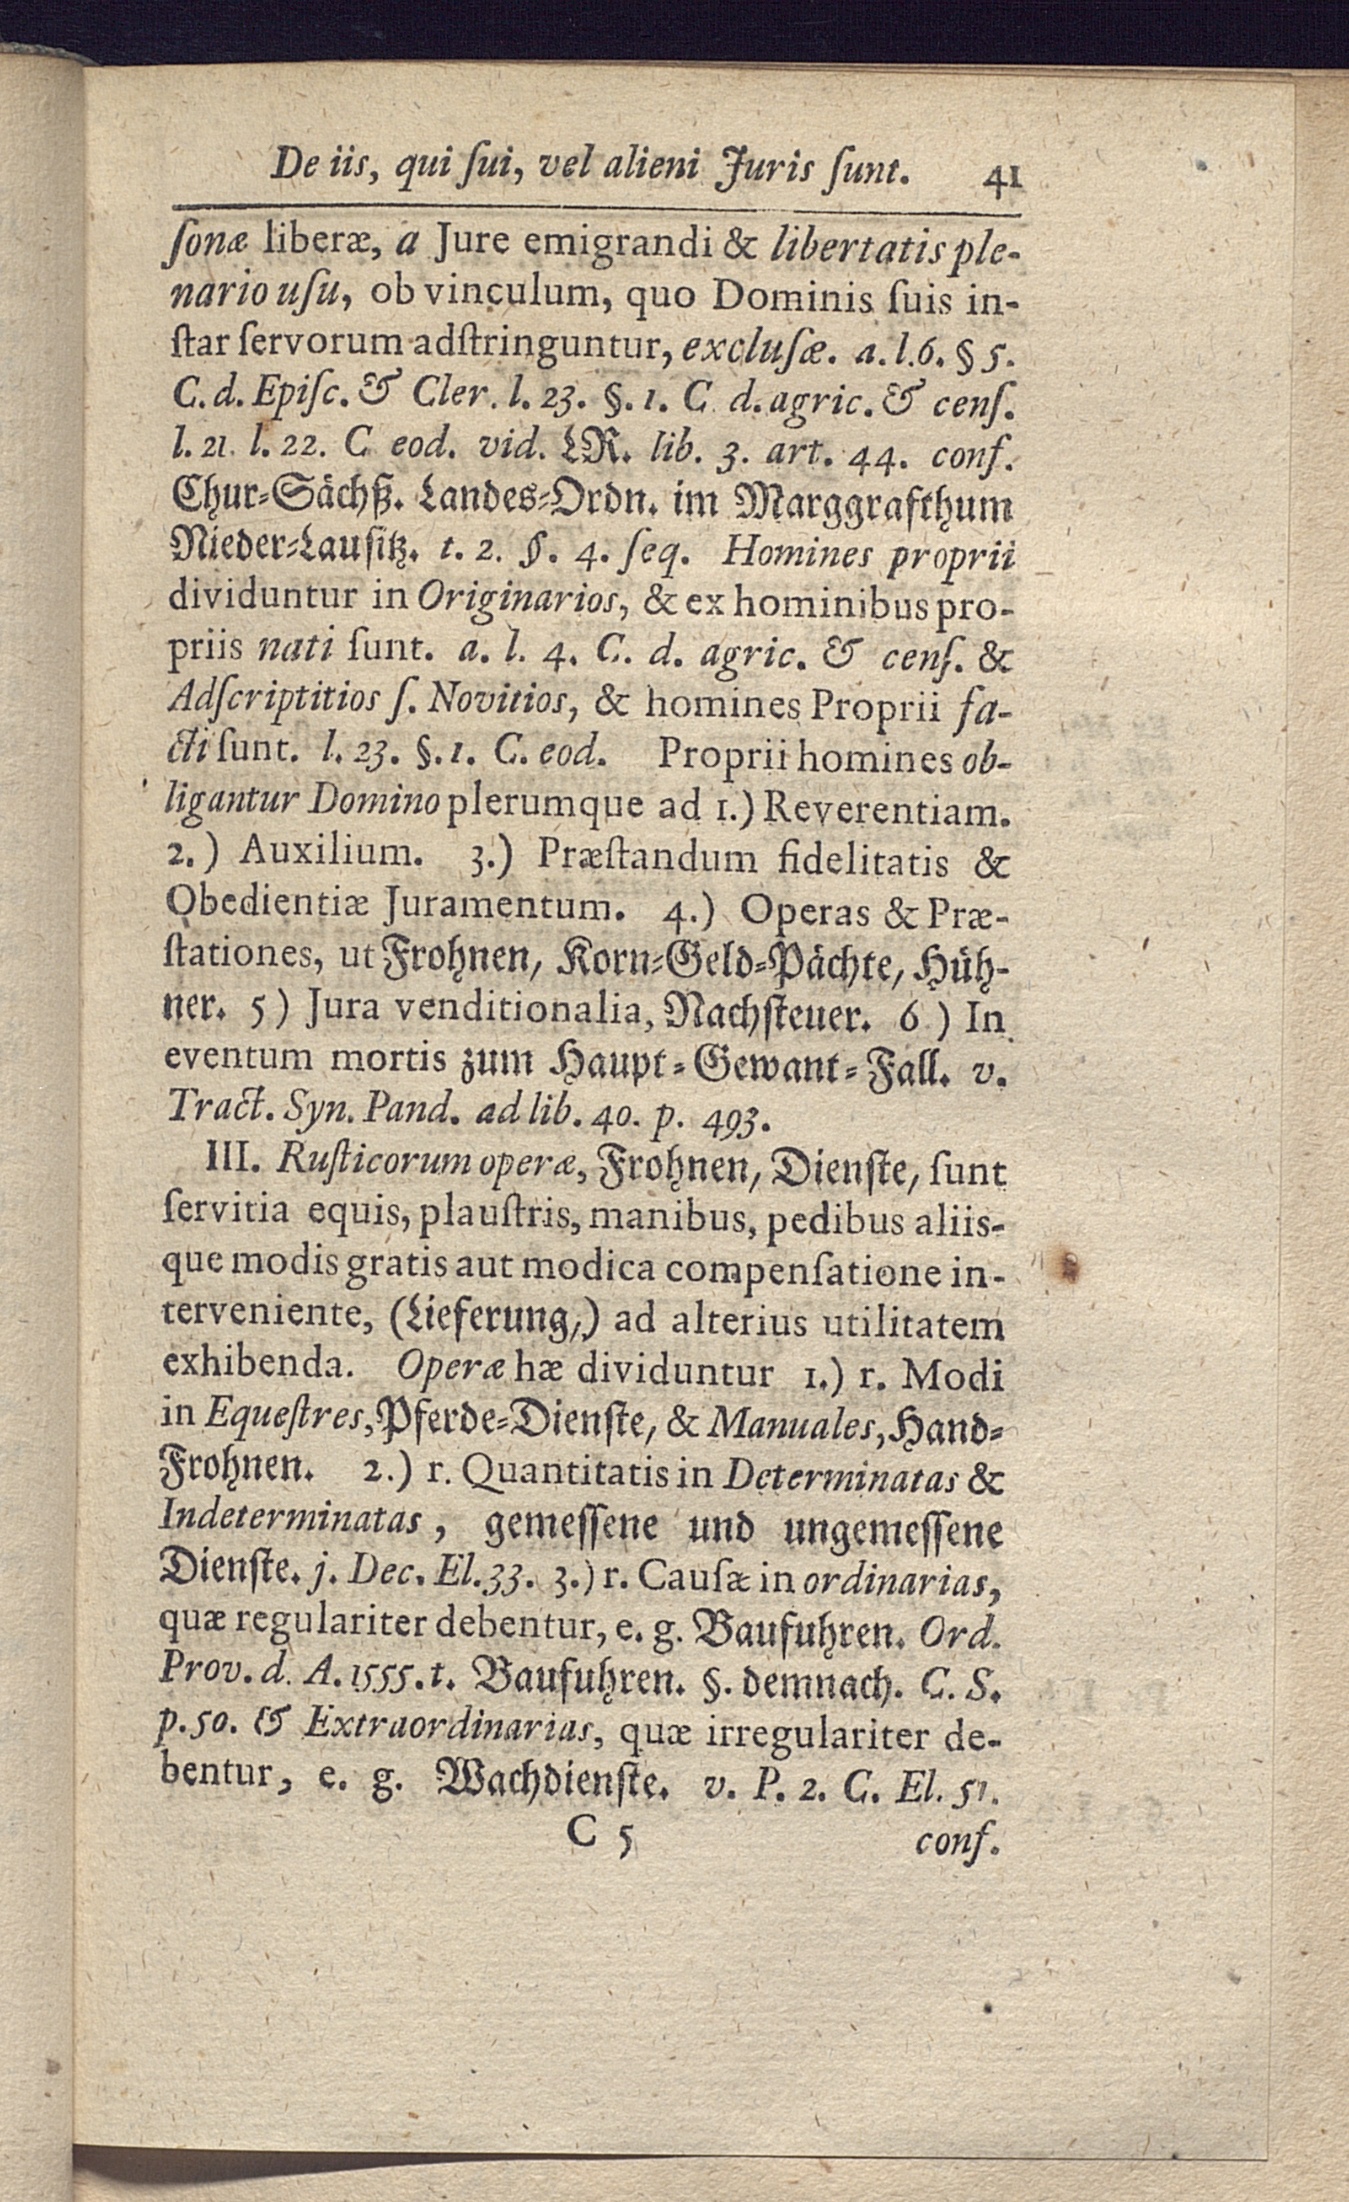 De iis, qui ſui, vel alieni Juris ſunt. 41
ſonæ liberæ, a Jure emigrandi & libertatis ple-
nario uſu, ob vinculum, quo Dominis ſuis in-
ſtar ſervorum adſtringuntur, excluſæ. a. l. 6. § 5.
C. d. Epiſc. & Cler. l. 23. §. 1. C d. agric. & cenſ.
l. 21. l. 22. C eod. vid. LR. lib. 3. art. 44. conf.
Chur-Sächß. Landes-Ordn. im Marggrafthum
Nieder-Lauſitz. t. 2. §. 4. ſeq. Homines proprii
dividuntur in Originarios, & ex hominibus pro-
priis nati ſunt. a. l. 4. C. d. agric. & cenſ. &
Adſcriptitios ſ. Novitios, & homines Proprii fa-
cti ſunt. l. 23. §. 1. C. eod. Proprii homines ob-
ligantur Domino plerumque ad 1.) Reverentiam.
2.) Auxilium. 3.) Præſtandum fidelitatis &
Obedientiæ Juramentum. 4.) Operas & Præ-
ſtationes, ut Frohnen, Korn-Geld-Pächte, Hüh-
ner. 5) Jura venditionalia, Nachſteuer. 6) In
eventum mortis zum Haupt-Gewant-Fall. v.
Tract. Syn. Pand. ad lib. 40. p. 493.
III. Ruſticorum operæ, Frohnen, Dienſte, ſunt
ſervitia equis, plauſtris, manibus, pedibus aliis-
que modis gratis aut modica compenſatione in-
terveniente, (Lieferung,) ad alterius utilitatem
exhibenda. Operæ hæ dividuntur 1.) r. Modi
in Equeſtres, Pferde-Dienſte, & Manuales, Hand-
Frohnen. 2.) r. Quantitatis in Determinatas &
Indeterminatas, gemeſſene und ungemeſſene
Dienſte. j. Dec. El. 33. 3.) r. Cauſæ in ordinarias,
quæ regulariter debentur, e. g. Baufuhren. Ord.
Prov. d. A. 1555. t. Baufuhren. §. demnach. C. S.
p. 50. & Extraordinarias, quæ irregulariter de-
bentur, e. g. Wachdienſte. v. P. 2. C. El. 51.
C 5 conf.